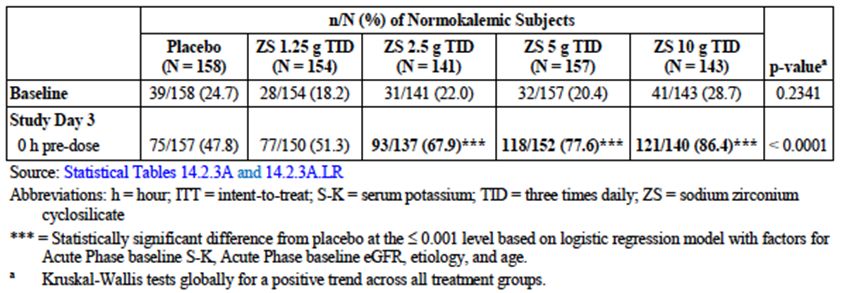 n/N (%) of Normokalemic Subjects
Placebo (N = 158) ZS 1.25 g TID (N = 154) ZS 2.5 g TID (N = 141) ZS 5 g TID (N = 157) ZS 10 g TID (N = 143) p-valueª
Baseline 39/158 (24.7) 28/154 (18.2) 31/141 (22.0) 32/157 (20.4) 41/143 (28.7) 0.2341
Study Day 3
0 h pre-dose 75/157 (47.8) 77/150 (51.3) 93/137 (67.9)*** 118/152 (77.6)*** 121/140 (86.4)*** < 0.0001
Source: Statistical Tables 14.2.3A and 14.2.3A.LR
Abbreviations: h = hour; ITT = intent-to-treat; S-K = serum potassium; TID = three times daily; ZS = sodium zirconium
cyclosilicate
*** = Statistically significant difference from placebo at the ≤ 0.001 level based on logistic regression model with factors for
Acute Phase baseline S-K, Acute Phase baseline eGFR, etiology, and age.
ª Kruskal-Wallis tests globally for a positive trend across all treatment groups.